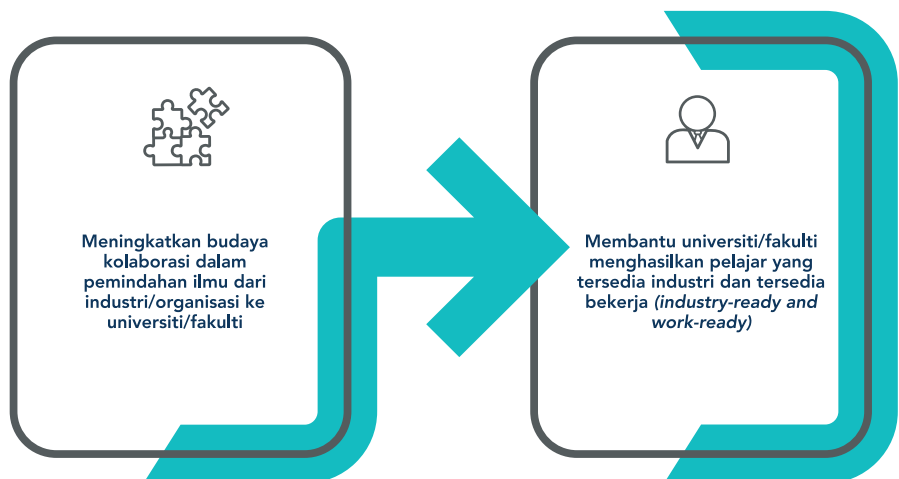 Meningkatkan budaya
kolaborasi dalam
pemindahan ilmu dari
industri/organisasi ke
universiti/fakulti
Membantu universiti/fakulti
menghasilkan pelajar yang
tersedia industri dan tersedia
bekerja (industry-ready and
work-ready)